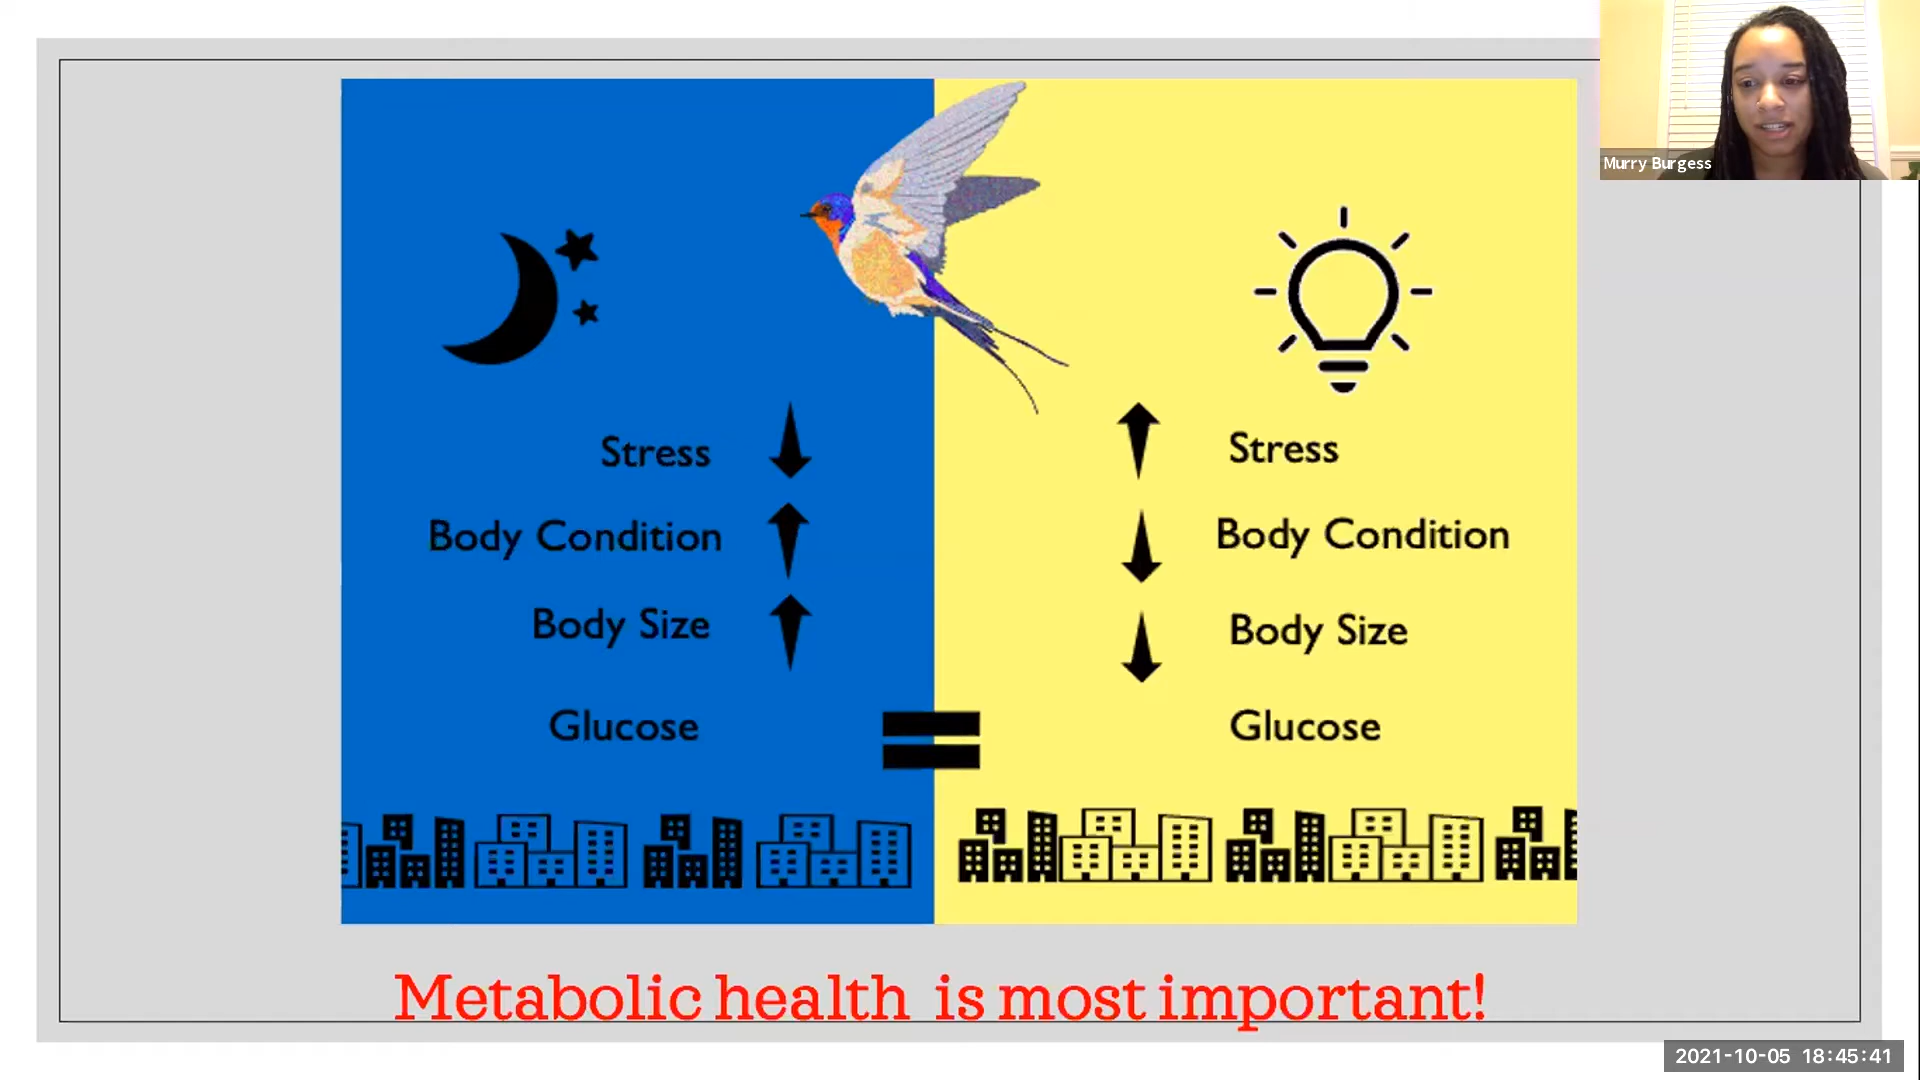 Murry Burgess
Stress
Stress
Body Condition
Body Condition
Body Size
Body Size
Glucose
Glucose
Metabolic health is most important!
2021-10-05 18:45:41